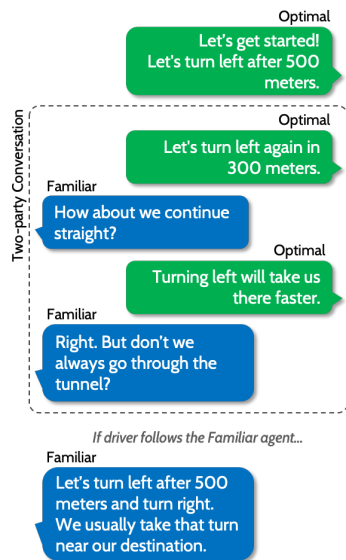 Optimal
Let's get started!
Let's turn left after 500
meters.
Two-party Conversation
Optimal
Let's turn left again in
300 meters.
Familiar
How about we continue
straight?
Optimal
Turning left will take us
there faster.
Familiar
Right. But don't we
always go through the
tunnel?
If driver follows the Familiar agent...
Familiar
Let's turn left after 500
meters and turn right.
We usually take that turn
near our destination.